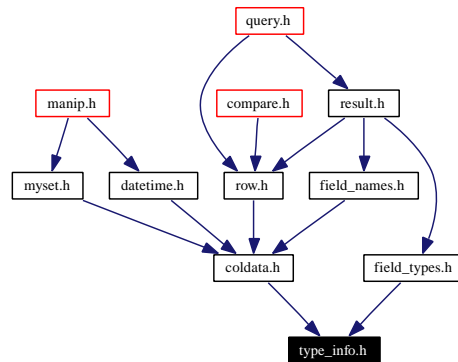 query.h
manip.h
compare.h
result.h
myset.h
datetime.h
row.h
field_names.h
coldata.h
field_types.h
type_info.h